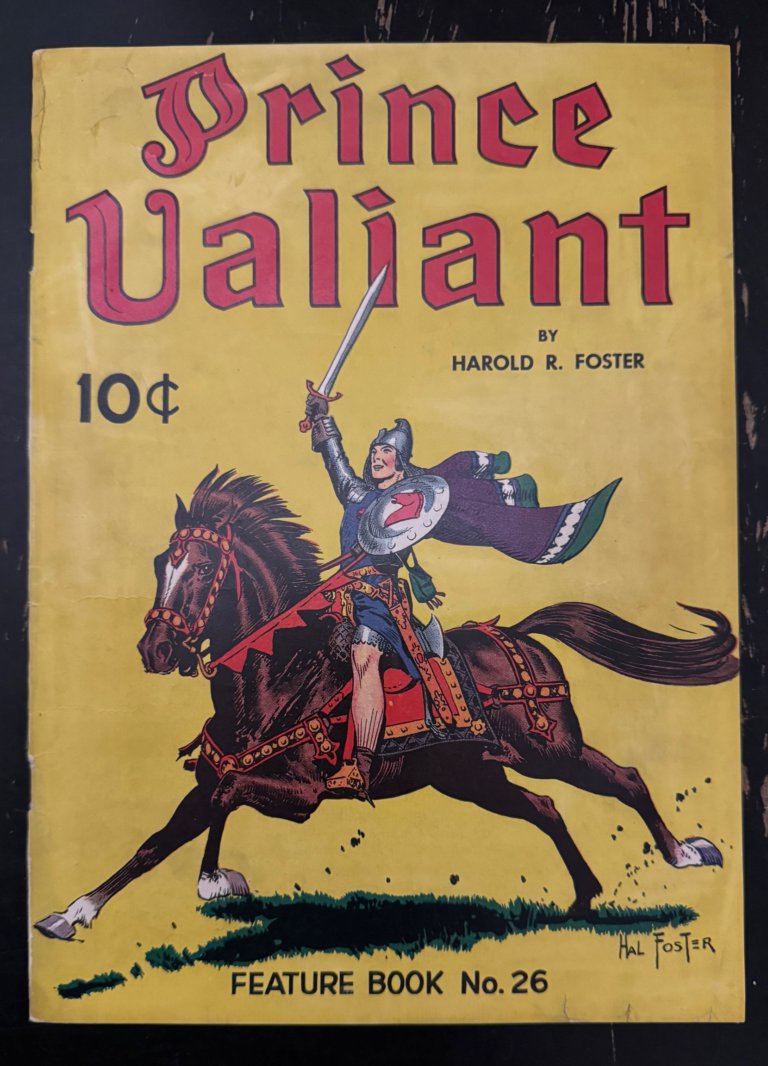 Prince
Valiant
BY
HAROLD R. FOSTER
10¢
HAL FOSTER
FEATURE BOOK No. 26